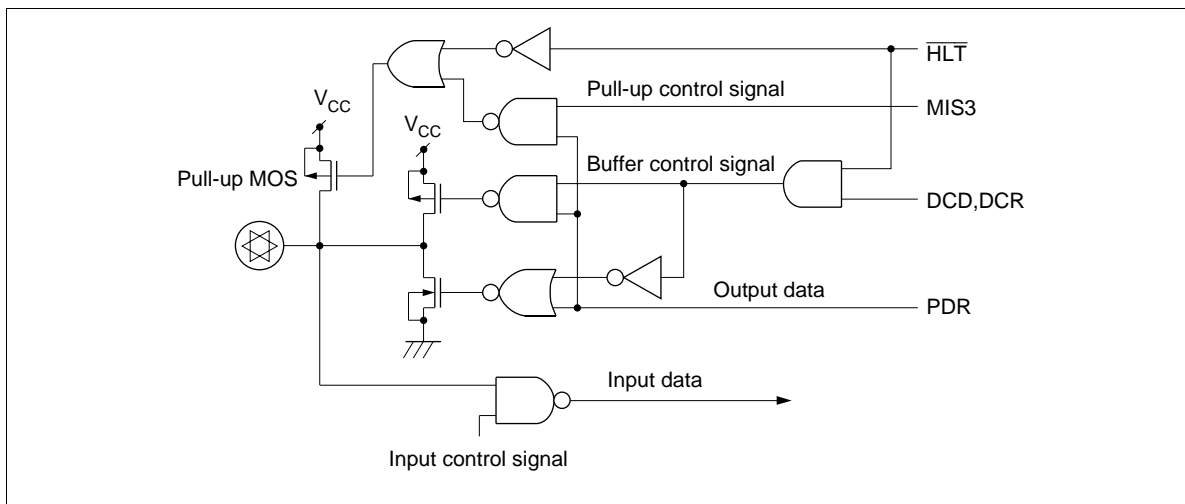 HLT
Pull-up control signal
MIS3
VCC
VCC
Buffer control signal
Pull-up MOS
DCD,DCR
Output data
PDR
Input data
Input control signal